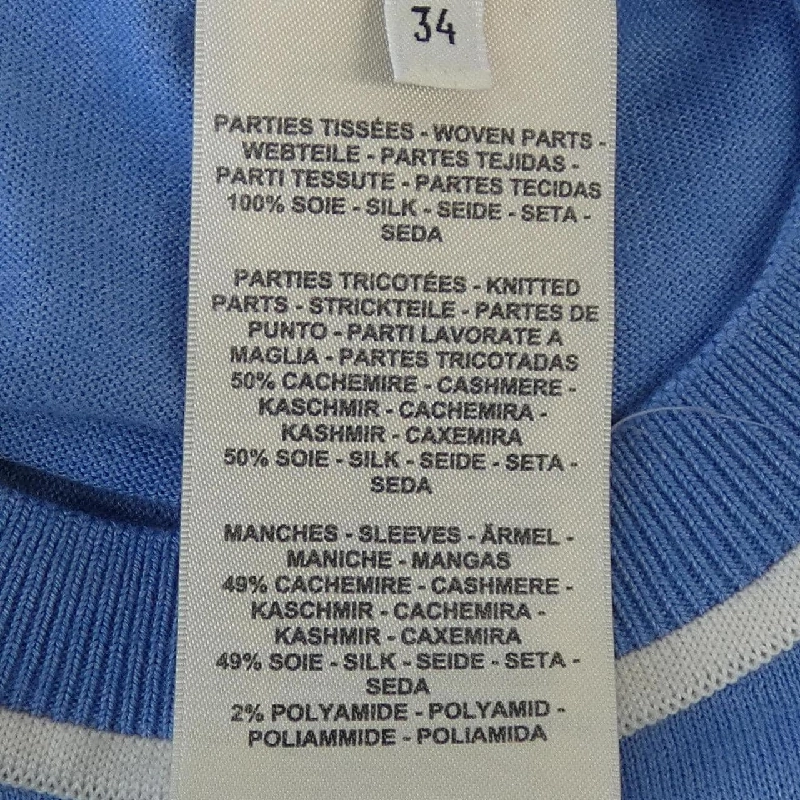 34
PARTIES TISSÉES - WOVEN PARTS -
WEBTEILE - PARTES TEJIDAS -
PARTI TESSUTE - PARTES TECIDAS
100% SOIE - SILK - SEIDE - SETA -
SEDA
PARTIES TRICOTÉES - KNITTED
PARTS - STRICKTEILE - PARTES DE
PUNTO - PARTI LAVORATE A
MAGLIA - PARTES TRICOTADAS
50% CACHEMIRE - CASHMERE -
KASCHMIR - CACHEMIRA -
KASHMIR - CAXEMIRA
50% SOIE - SILK - SEIDE - SETA -
SEDA
MANCHES - SLEEVES - ÄRMEL -
MANICHE - MANGAS
49% CACHEMIRE - CASHMERE -
KASCHMIR - CACHEMIRA -
KASHMIR - CAXEMIRA
49% SOIE - SILK - SEIDE - SETA -
SEDA
2% POLYAMIDE - POLYAMID -
POLIAMMIDE - POLIAMIDA